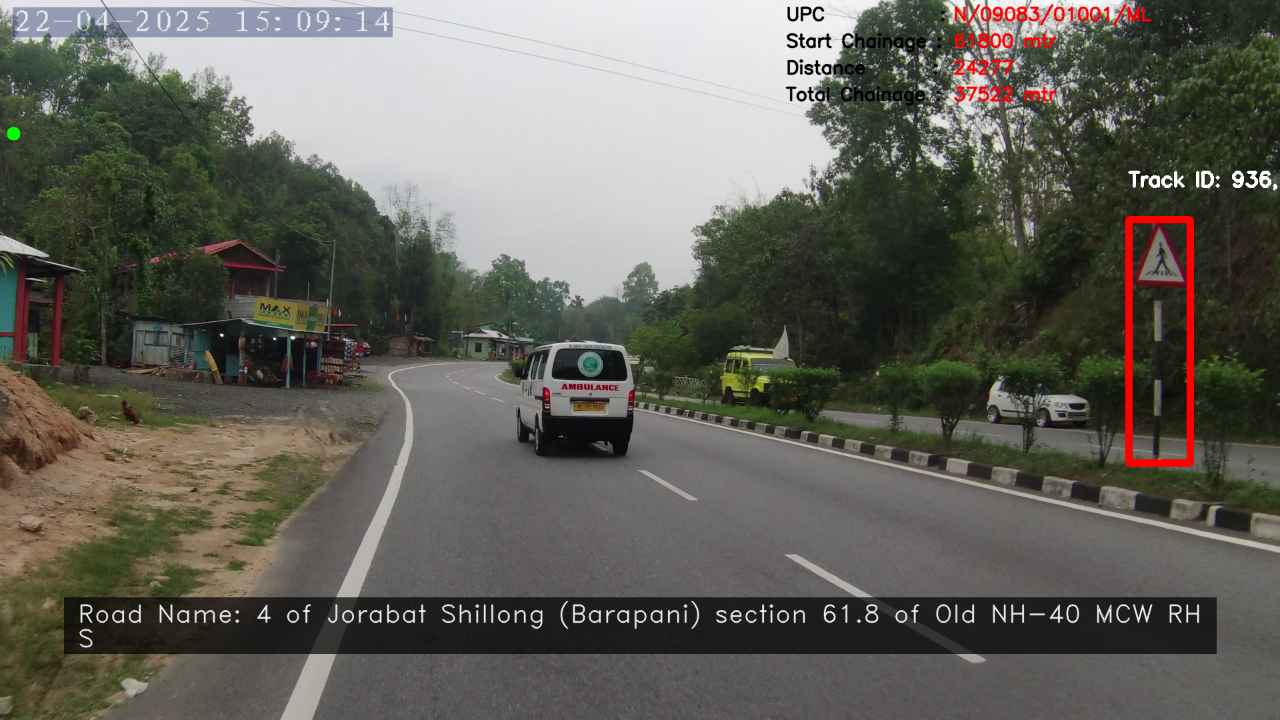 22-04-2025 15:09:14
UPC : N/09083/01001/ML
Start Chainage : 61800 mtr
Distance : 24277
Total Chainage : 37522 mtr
Track ID: 936,
MAX
AMBULANCE
Road Name: 4 of Jorabat Shillong (Barapani) section 61.8 of Old NH-40 MCW RH
S